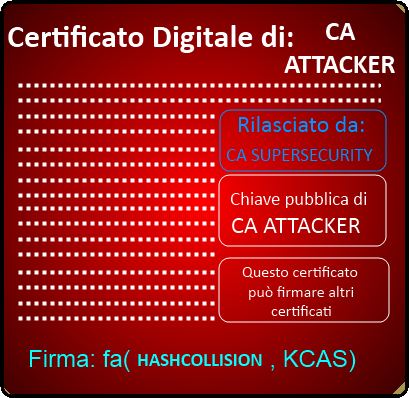 Certificato Digitale di: CA
ATTACKER
Rilasciato da:
CA SUPERSECURITY
Chiave pubblica di
CA ATTACKER
Questo certificato
può firmare altri
certificati
Firma: fa( HASHCOLLISION , KCAS)